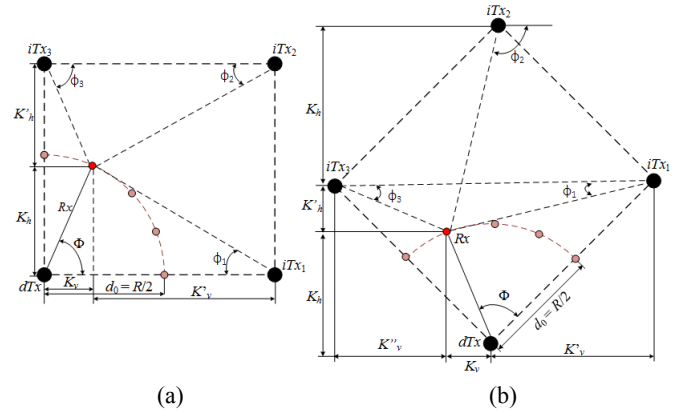 iTx3
iTx2
ϕ3
ϕ2
K'h
Kh
Rx
Φ
ϕ1
iTx1
dTx
Kv
d0 = R/2
K'v
(a)
iTx2
ϕ2
Kh
iTx3
iTx1
ϕ3
ϕ1
K'h
Rx
Kh
Φ
d0 = R/2
dTx
K''v
Kv
K'v
(b)